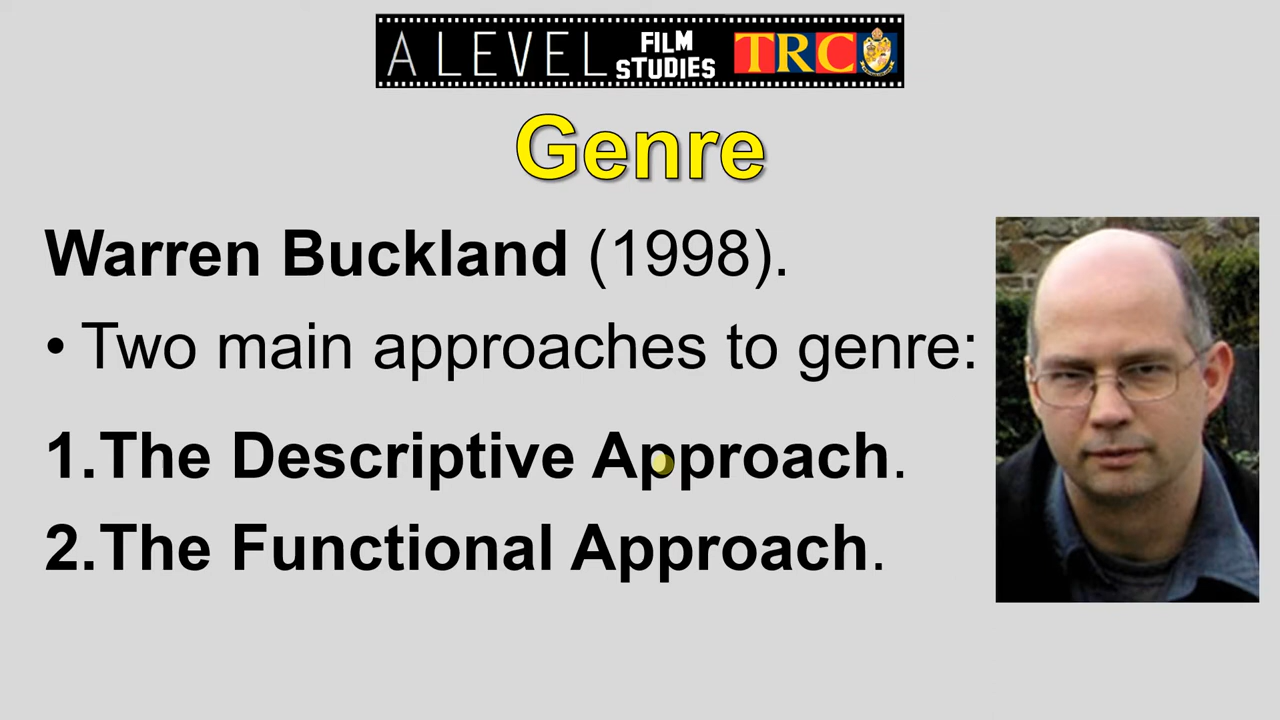 A LEVEL FILM STUDIES TRC
Genre
Warren Buckland (1998).
• Two main approaches to genre:
1.The Descriptive Approach.
2.The Functional Approach.